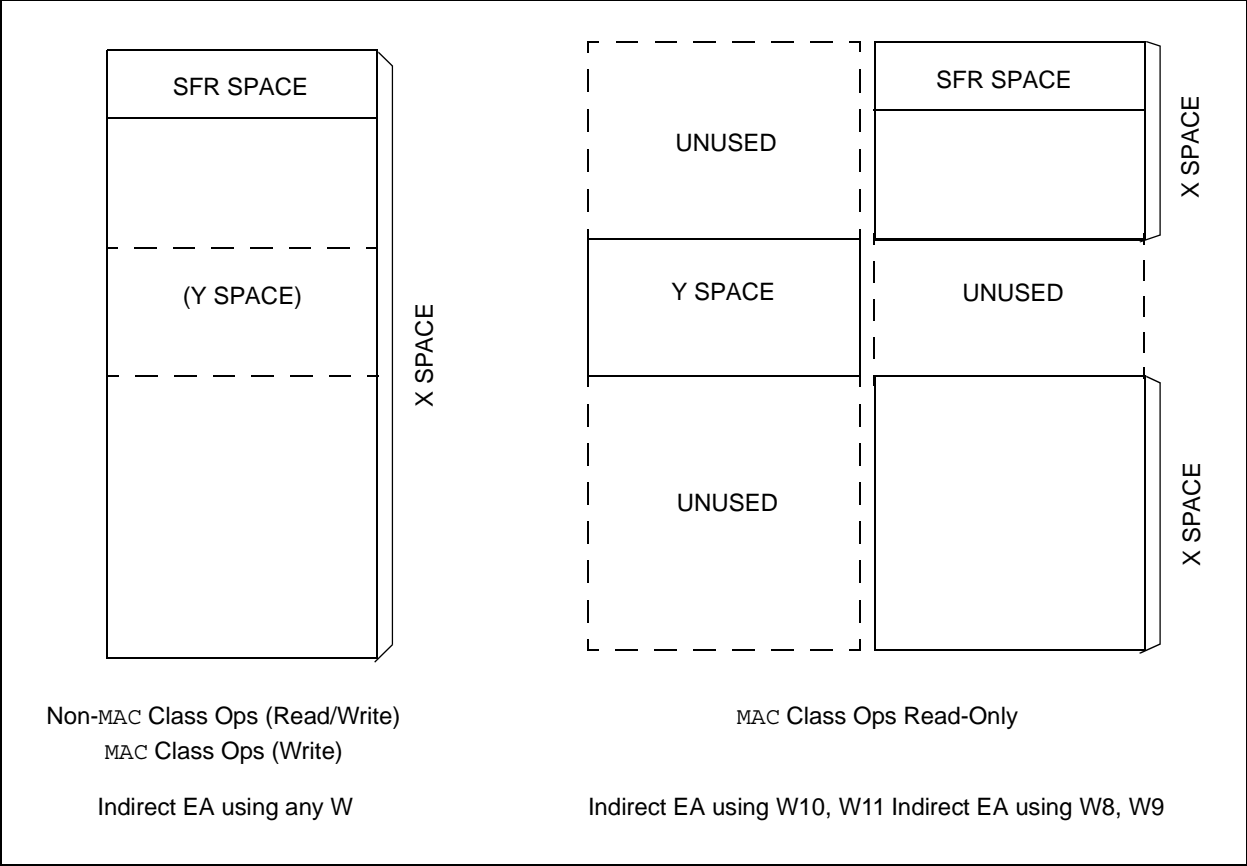 SFR SPACE
(Y SPACE)
X SPACE
UNUSED
Y SPACE
UNUSED
SFR SPACE
UNUSED
X SPACE
X SPACE
Non-MAC Class Ops (Read/Write)
MAC Class Ops (Write)
Indirect EA using any W
MAC Class Ops Read-Only
Indirect EA using W10, W11 Indirect EA using W8, W9